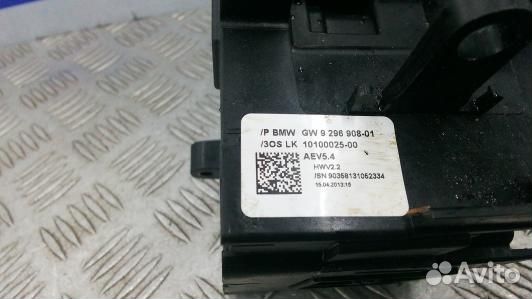 /P BMW GW 9 296 908-01
/3OS LK 10100025-00
AEV5.4
HWV2.2
/SN 90358131052334
15.04.2013:15
Avito